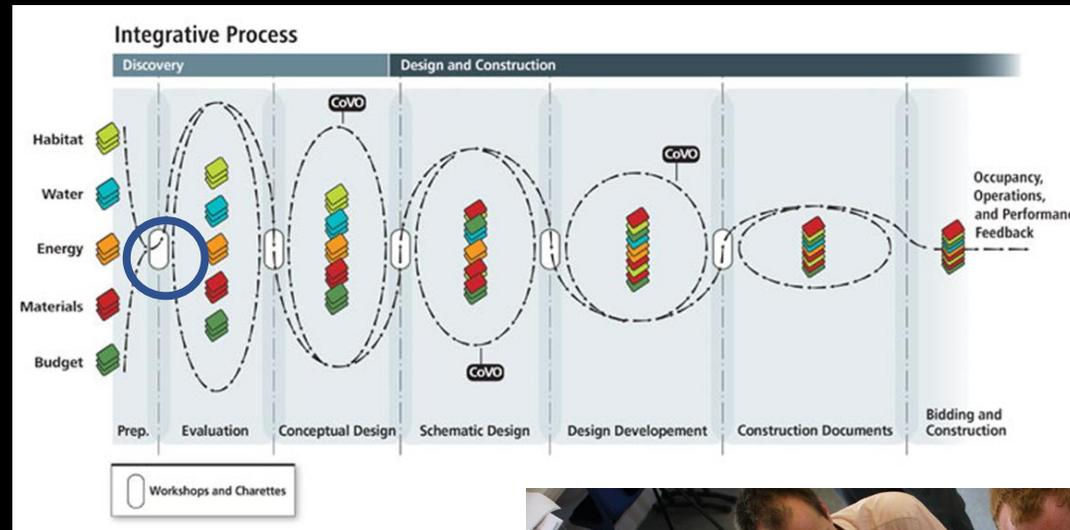 Integrative Process
Discovery
Design and Construction
CoVO
CoVO
Habitat
Water
Energy
Materials
Budget
Occupancy,
Operations,
and Performance
Feedback
CoVO
Prep.
Evaluation
Conceptual Design
Schematic Design
Design Developement
Construction Documents
Bidding and
Construction
Workshops and Charettes